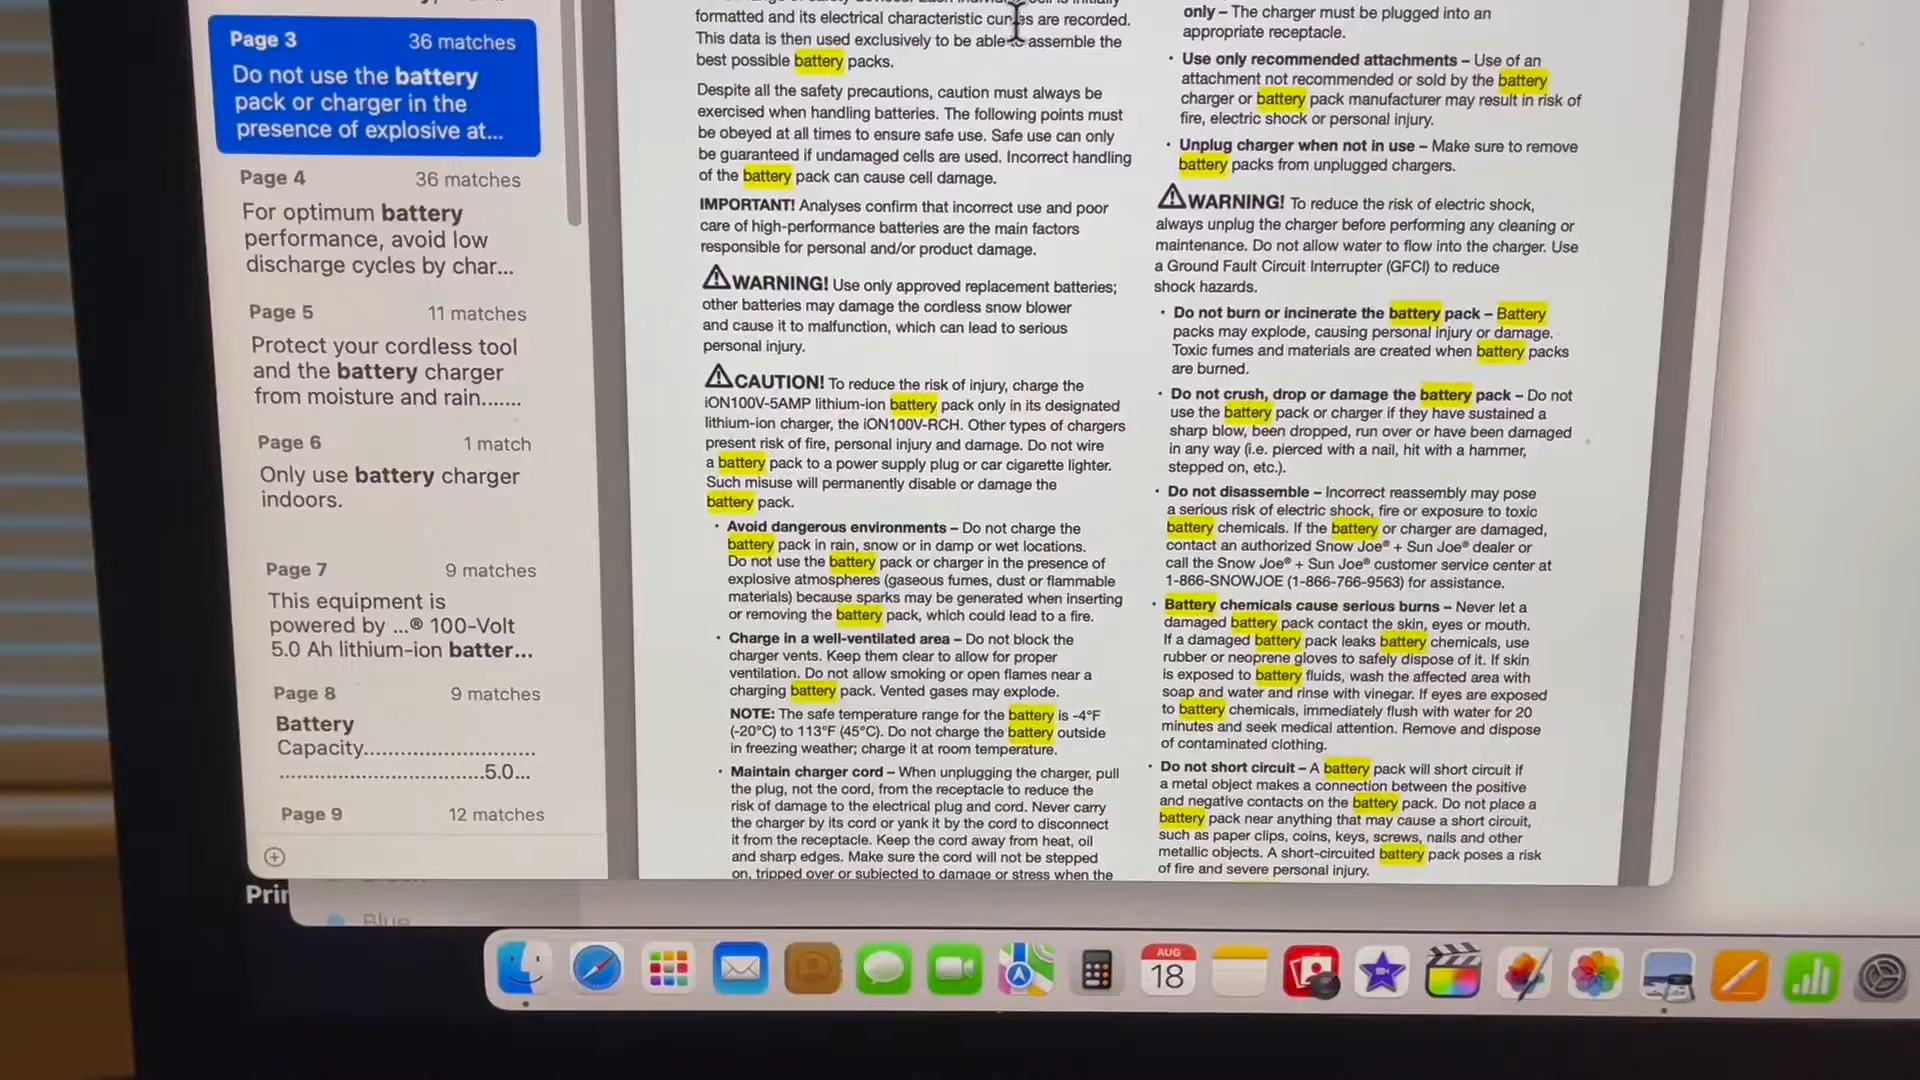 Page 3 36 matches
Do not use the battery
pack or charger in the
presence of explosive at...
Page 4 36 matches
For optimum battery
performance, avoid low
discharge cycles by char...
Page 5 11 matches
Protect your cordless tool
and the battery charger
from moisture and rain.......
Page 6 1 match
Only use battery charger
indoors.
Page 7 9 matches
This equipment is
powered by ...® 100-Volt
5.0 Ah lithium-ion batter...
Page 8 9 matches
Battery
Capacity............................
.................................5.0...
Page 9 12 matches
formatted and its electrical characteristic curves are recorded.
This data is then used exclusively to be able to assemble the
best possible battery packs.
Despite all the safety precautions, caution must always be
exercised when handling batteries. The following points must
be obeyed at all times to ensure safe use. Safe use can only
be guaranteed if undamaged cells are used. Incorrect handling
of the battery pack can cause cell damage.
IMPORTANT! Analyses confirm that incorrect use and poor
care of high-performance batteries are the main factors
responsible for personal and/or product damage.
WARNING! Use only approved replacement batteries;
other batteries may damage the cordless snow blower
and cause it to malfunction, which can lead to serious
personal injury.
CAUTION! To reduce the risk of injury, charge the
iON100V-5AMP lithium-ion battery pack only in its designated
lithium-ion charger, the iON100V-RCH. Other types of chargers
present risk of fire, personal injury and damage. Do not wire
a battery pack to a power supply plug or car cigarette lighter.
Such misuse will permanently disable or damage the
battery pack.
• Avoid dangerous environments – Do not charge the
battery pack in rain, snow or in damp or wet locations.
Do not use the battery pack or charger in the presence of
explosive atmospheres (gaseous fumes, dust or flammable
materials) because sparks may be generated when inserting
or removing the battery pack, which could lead to a fire.
• Charge in a well-ventilated area – Do not block the
charger vents. Keep them clear to allow for proper
ventilation. Do not allow smoking or open flames near a
charging battery pack. Vented gases may explode.
NOTE: The safe temperature range for the battery is -4°F
(-20°C) to 113°F (45°C). Do not charge the battery outside
in freezing weather; charge it at room temperature.
• Maintain charger cord – When unplugging the charger, pull
the plug, not the cord, from the receptacle to reduce the
risk of damage to the electrical plug and cord. Never carry
the charger by its cord or yank it by the cord to disconnect
it from the receptacle. Keep the cord away from heat, oil
and sharp edges. Make sure the cord will not be stepped
on, tripped over or subjected to damage or stress when the
only – The charger must be plugged into an
appropriate receptacle.
• Use only recommended attachments – Use of an
attachment not recommended or sold by the battery
charger or battery pack manufacturer may result in risk of
fire, electric shock or personal injury.
• Unplug charger when not in use – Make sure to remove
battery packs from unplugged chargers.
WARNING! To reduce the risk of electric shock,
always unplug the charger before performing any cleaning or
maintenance. Do not allow water to flow into the charger. Use
a Ground Fault Circuit Interrupter (GFCI) to reduce
shock hazards.
• Do not burn or incinerate the battery pack – Battery
packs may explode, causing personal injury or damage.
Toxic fumes and materials are created when battery packs
are burned.
• Do not crush, drop or damage the battery pack – Do not
use the battery pack or charger if they have sustained a
sharp blow, been dropped, run over or have been damaged
in any way (i.e. pierced with a nail, hit with a hammer,
stepped on, etc.).
• Do not disassemble – Incorrect reassembly may pose
a serious risk of electric shock, fire or exposure to toxic
battery chemicals. If the battery or charger are damaged,
contact an authorized Snow Joe® + Sun Joe® dealer or
call the Snow Joe® + Sun Joe® customer service center at
1-866-SNOWJOE (1-866-766-9563) for assistance.
• Battery chemicals cause serious burns – Never let a
damaged battery pack contact the skin, eyes or mouth.
If a damaged battery pack leaks battery chemicals, use
rubber or neoprene gloves to safely dispose of it. If skin
is exposed to battery fluids, wash the affected area with
soap and water and rinse with vinegar. If eyes are exposed
to battery chemicals, immediately flush with water for 20
minutes and seek medical attention. Remove and dispose
of contaminated clothing.
• Do not short circuit – A battery pack will short circuit if
a metal object makes a connection between the positive
and negative contacts on the battery pack. Do not place a
battery pack near anything that may cause a short circuit,
such as paper clips, coins, keys, screws, nails and other
metallic objects. A short-circuited battery pack poses a risk
of fire and severe personal injury.
Prin
Blue
AUG
18